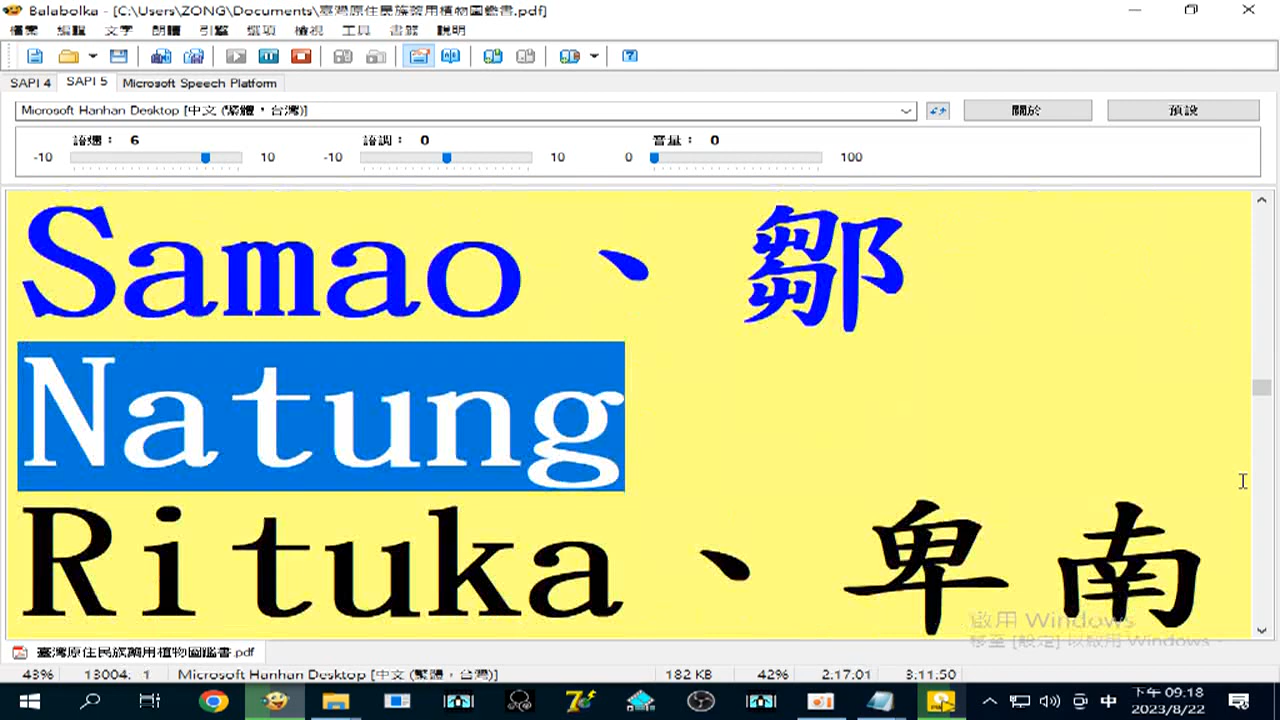 Balabolka - [C:\Users\ZONG\Documents\臺灣原住民族藥用植物圖鑑書.pdf]
檔案 編輯 文字 朗讀 引擎 選項 檢視 工具 書籤 說明
SAPI 4 SAPI 5 Microsoft Speech Platform
Microsoft Hanhan Desktop [中文 (繁體，台灣)] 關於 預設
語速： 6 語調： 0 音量： 0
-10 10 -10 10 0 100
Samao、鄒
Natung
Rituka、卑南
啟用 Windows
移至 [設定] 以啟用 Windows。
臺灣原住民族藥用植物圖鑑書.pdf
43% 13004: 1 Microsoft Hanhan Desktop [中文 (繁體，台灣)] 182 KB 42% 2:17:01 3:11:50
中 下午 09:18
2023/8/22